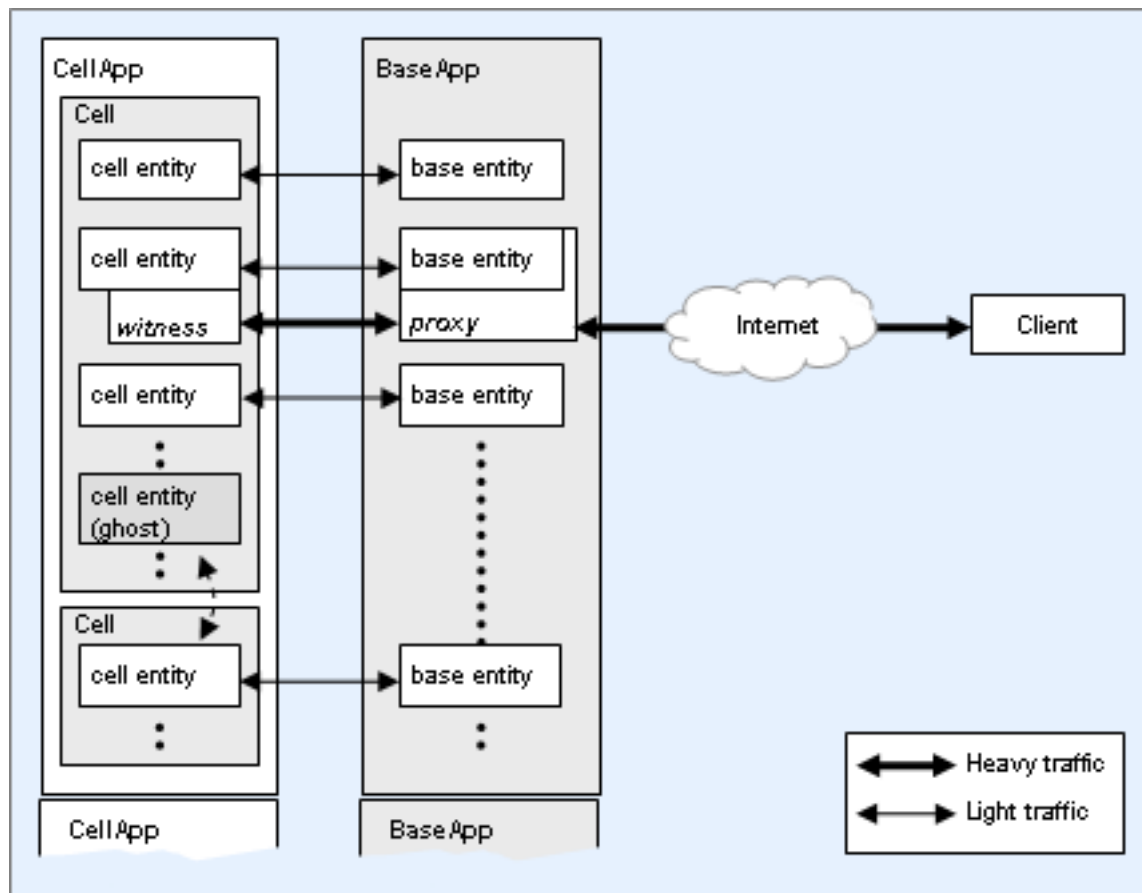 CellApp
BaseApp
Cell
cell entity
base entity
cell entity
base entity
witness
proxy
Internet
Client
cell entity
base entity
cell entity
(ghost)
Cell
cell entity
base entity
Heavy traffic
Light traffic
CellApp
BaseApp